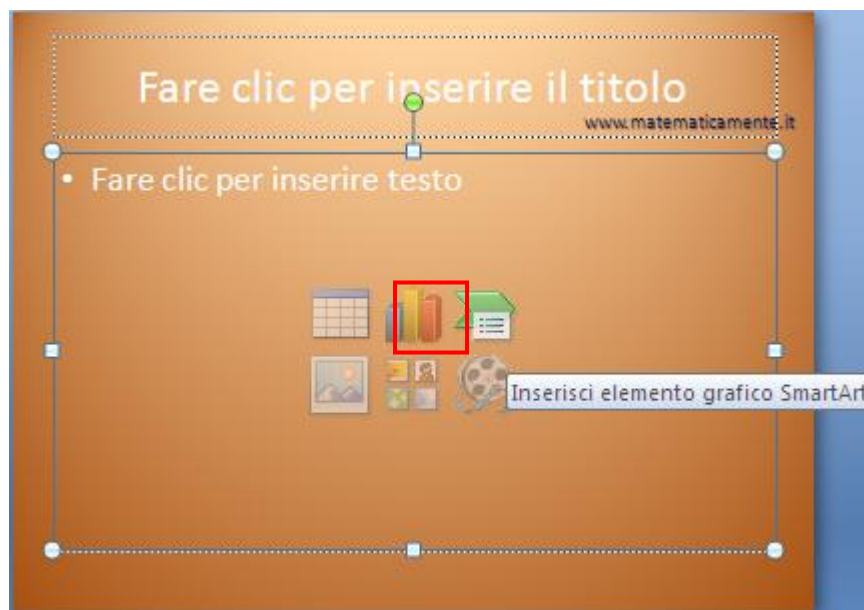 Fare clic per inserire il titolo
www.matematicamente.it
• Fare clic per inserire testo
Inserisci elemento grafico SmartArt